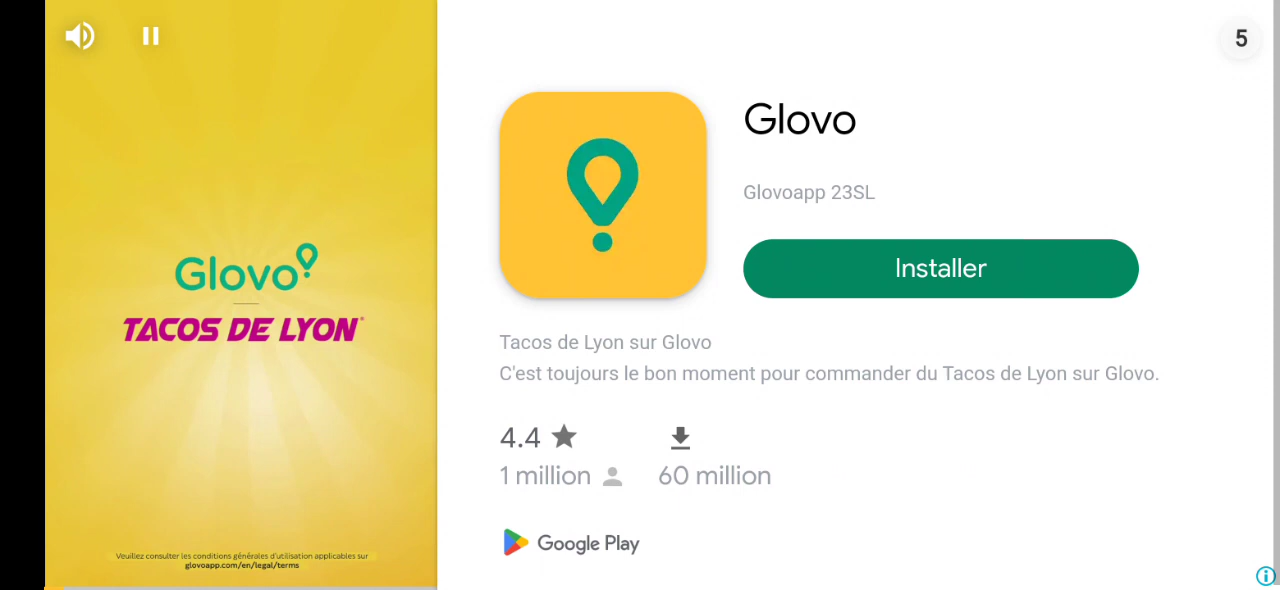 Glovo
TACOS DE LYON
Veuillez consulter les conditions générales d'utilisation applicables sur
glovoapp.com/en/legal/terms
5
Glovo
Glovoapp 23SL
Installer
Tacos de Lyon sur Glovo
C'est toujours le bon moment pour commander du Tacos de Lyon sur Glovo.
4.4
1 million
60 million
Google Play